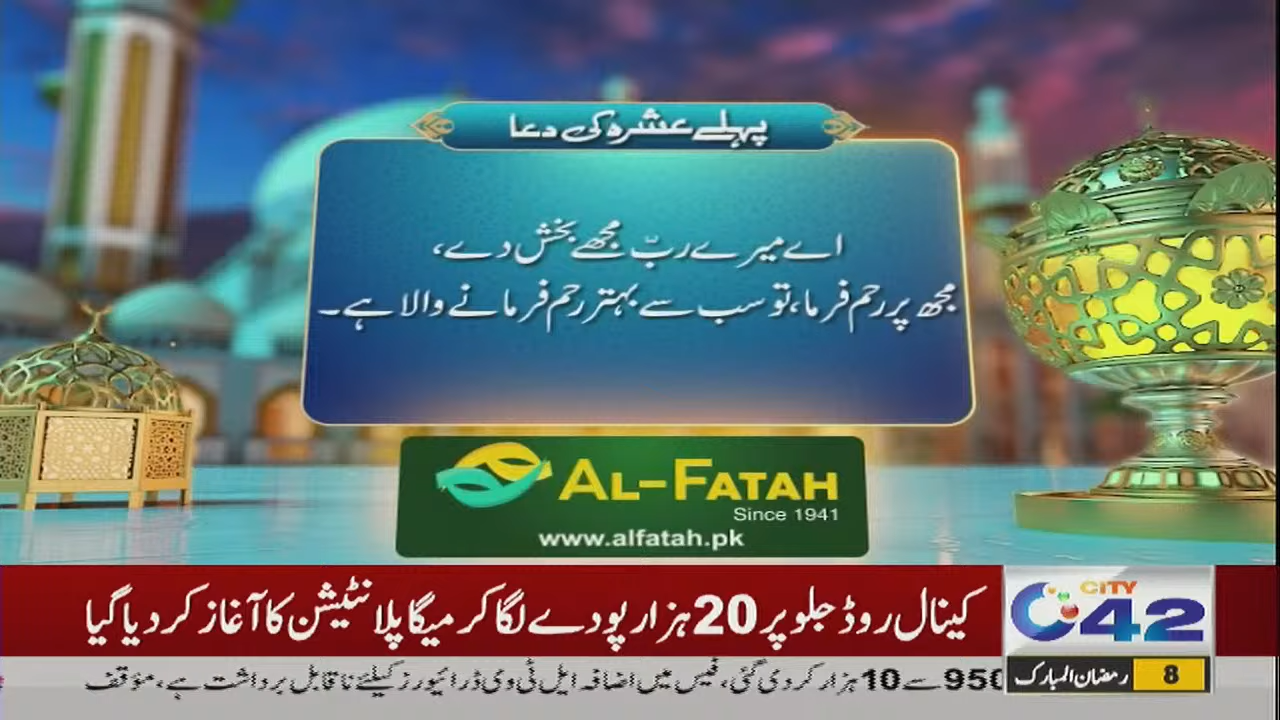 پہلے عشرہ کی دعا
اے میرے ربّ مجھے بخش دے،
مجھ پر رحم فرما، تو سب سے بہتر رحم فرمانے والا ہے۔
AL-FATAH
Since 1941
www.alfatah.pk
کینال روڈ جلو پر 20 ہزار پودے لگا کر میگا پلانٹیشن کا آغاز کر دیا گیا
CITY
42
950 سے 10 ہزار کر دی گئی، فیس میں اضافہ ایل ٹی وی ڈرائیورز کیلئے ناقابل برداشت ہے، مؤقف
8 رمضان المبارک